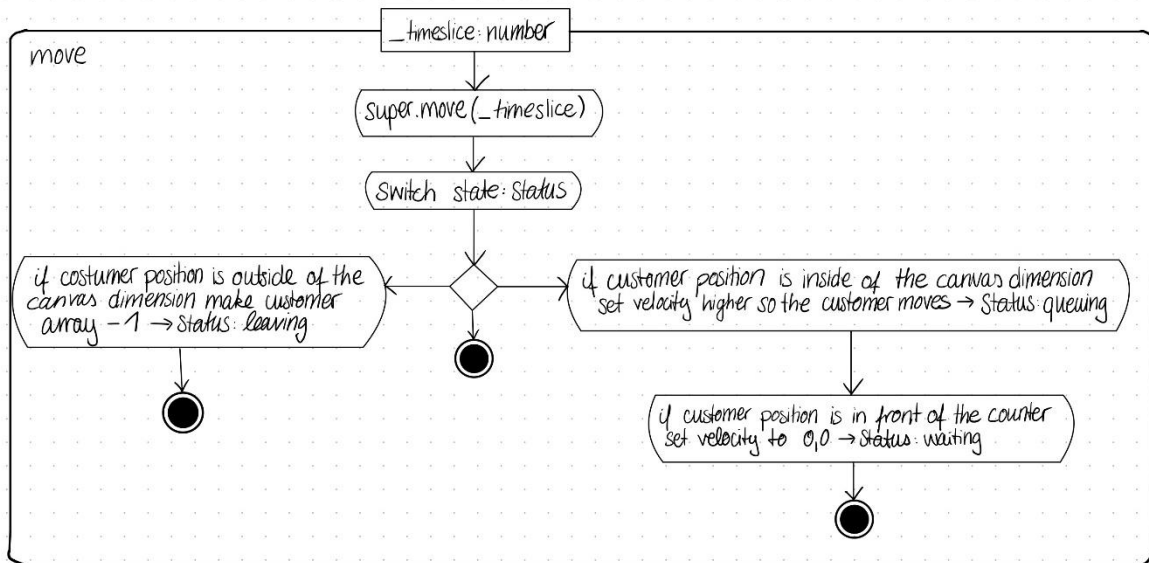 _timeslice: number
move
super.move(_timeslice)
switch state: Status
if costumer position is outside of the
canvas dimension make customer
array -1 → Status: leaving
if customer position is inside of the canvas dimension
set velocity higher so the customer moves → Status: queuing
if customer position is in front of the counter
set velocity to 0,0 → Status: waiting